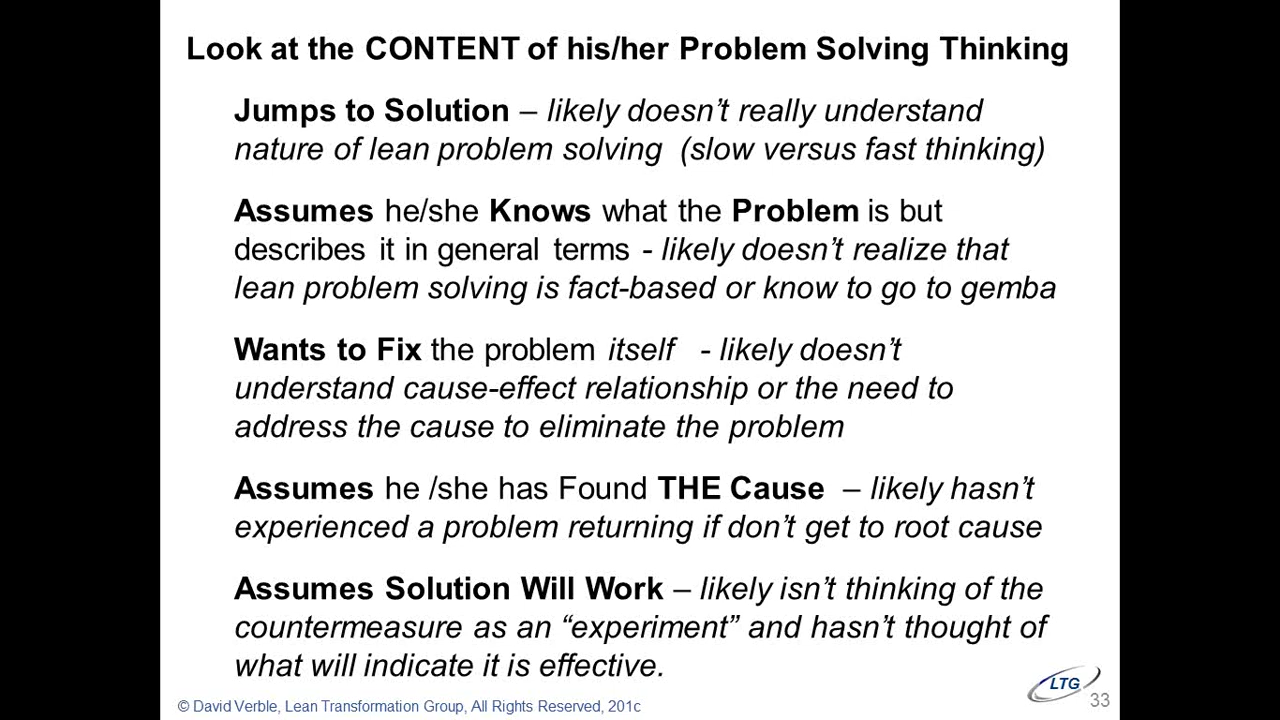 Look at the CONTENT of his/her Problem Solving Thinking
Jumps to Solution – likely doesn't really understand
nature of lean problem solving (slow versus fast thinking)
Assumes he/she Knows what the Problem is but
describes it in general terms - likely doesn't realize that
lean problem solving is fact-based or know to go to gemba
Wants to Fix the problem itself - likely doesn't
understand cause-effect relationship or the need to
address the cause to eliminate the problem
Assumes he /she has Found THE Cause – likely hasn't
experienced a problem returning if don't get to root cause
Assumes Solution Will Work – likely isn't thinking of the
countermeasure as an “experiment” and hasn't thought of
what will indicate it is effective.
© David Verble, Lean Transformation Group, All Rights Reserved, 201c
LTG
33